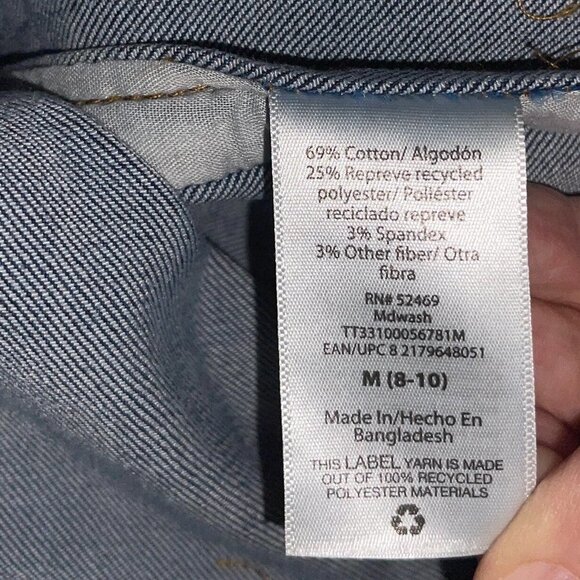 69% Cotton/ Algodón
25% Repreve recycled
polyester/ Poliéster
reciclado repreve
3% Spandex
3% Other fiber/ Otra
fibra
RN# 52469
Mdwash
TT33100056781M
EAN/UPC 8 2179648051
M (8-10)
Made In/Hecho En
Bangladesh
THIS LABEL YARN IS MADE
OUT OF 100% RECYCLED
POLYESTER MATERIALS